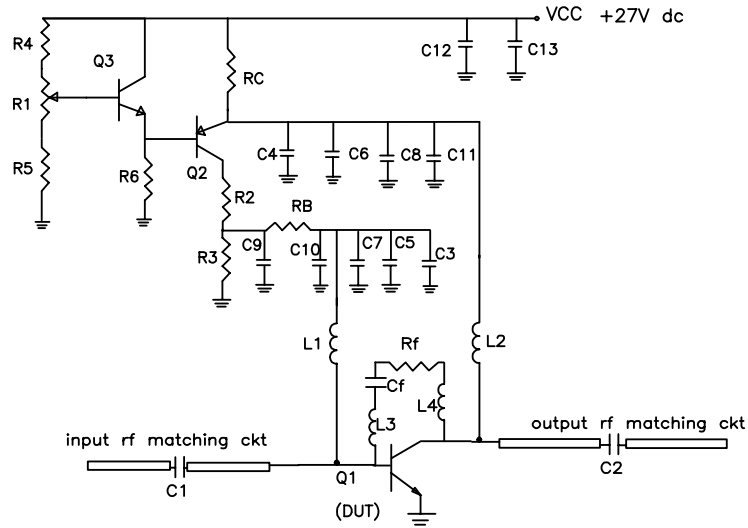 VCC +27V dc
R4
Q3
C12
C13
RC
R1
C4
C6
C8
C11
R5
R6
Q2
R2
RB
R3
C9
C10
C7
C5
C3
L1
Rf
L2
Cf
L4
L3
input rf matching ckt
output rf matching ckt
C1
Q1
C2
(DUT)